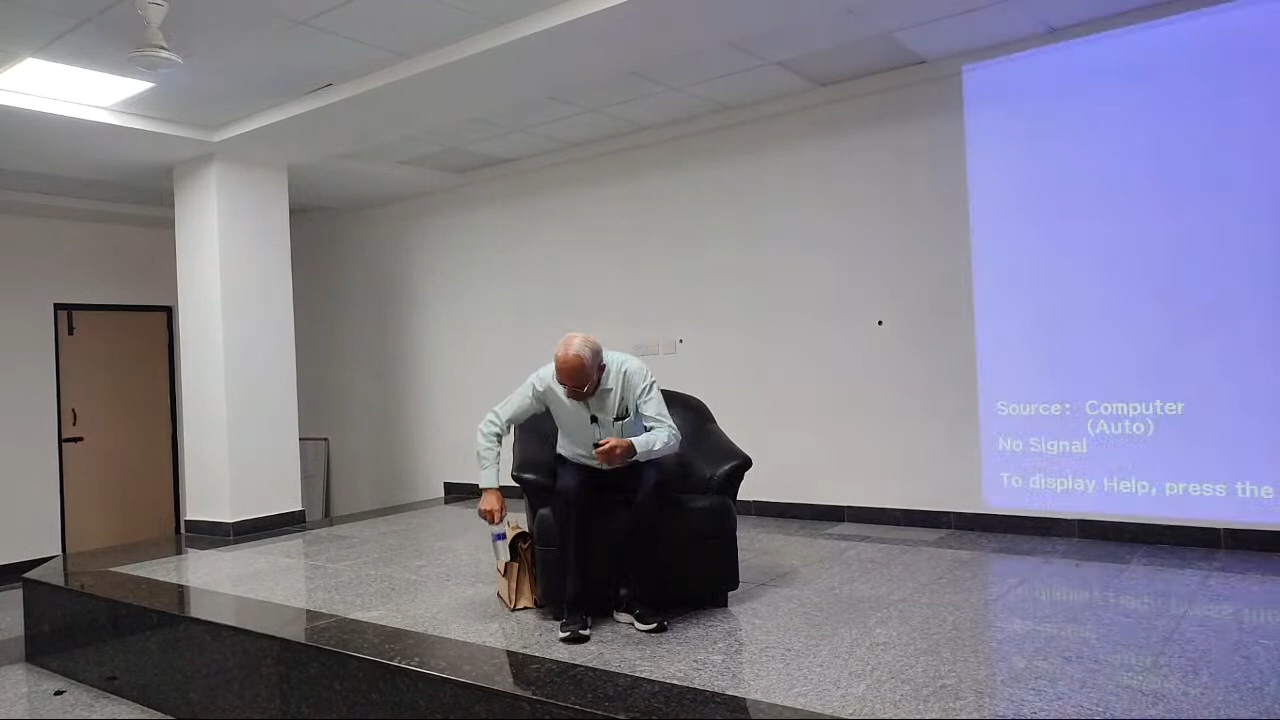 Source: Computer
(Auto)
No Signal
To display Help, press the